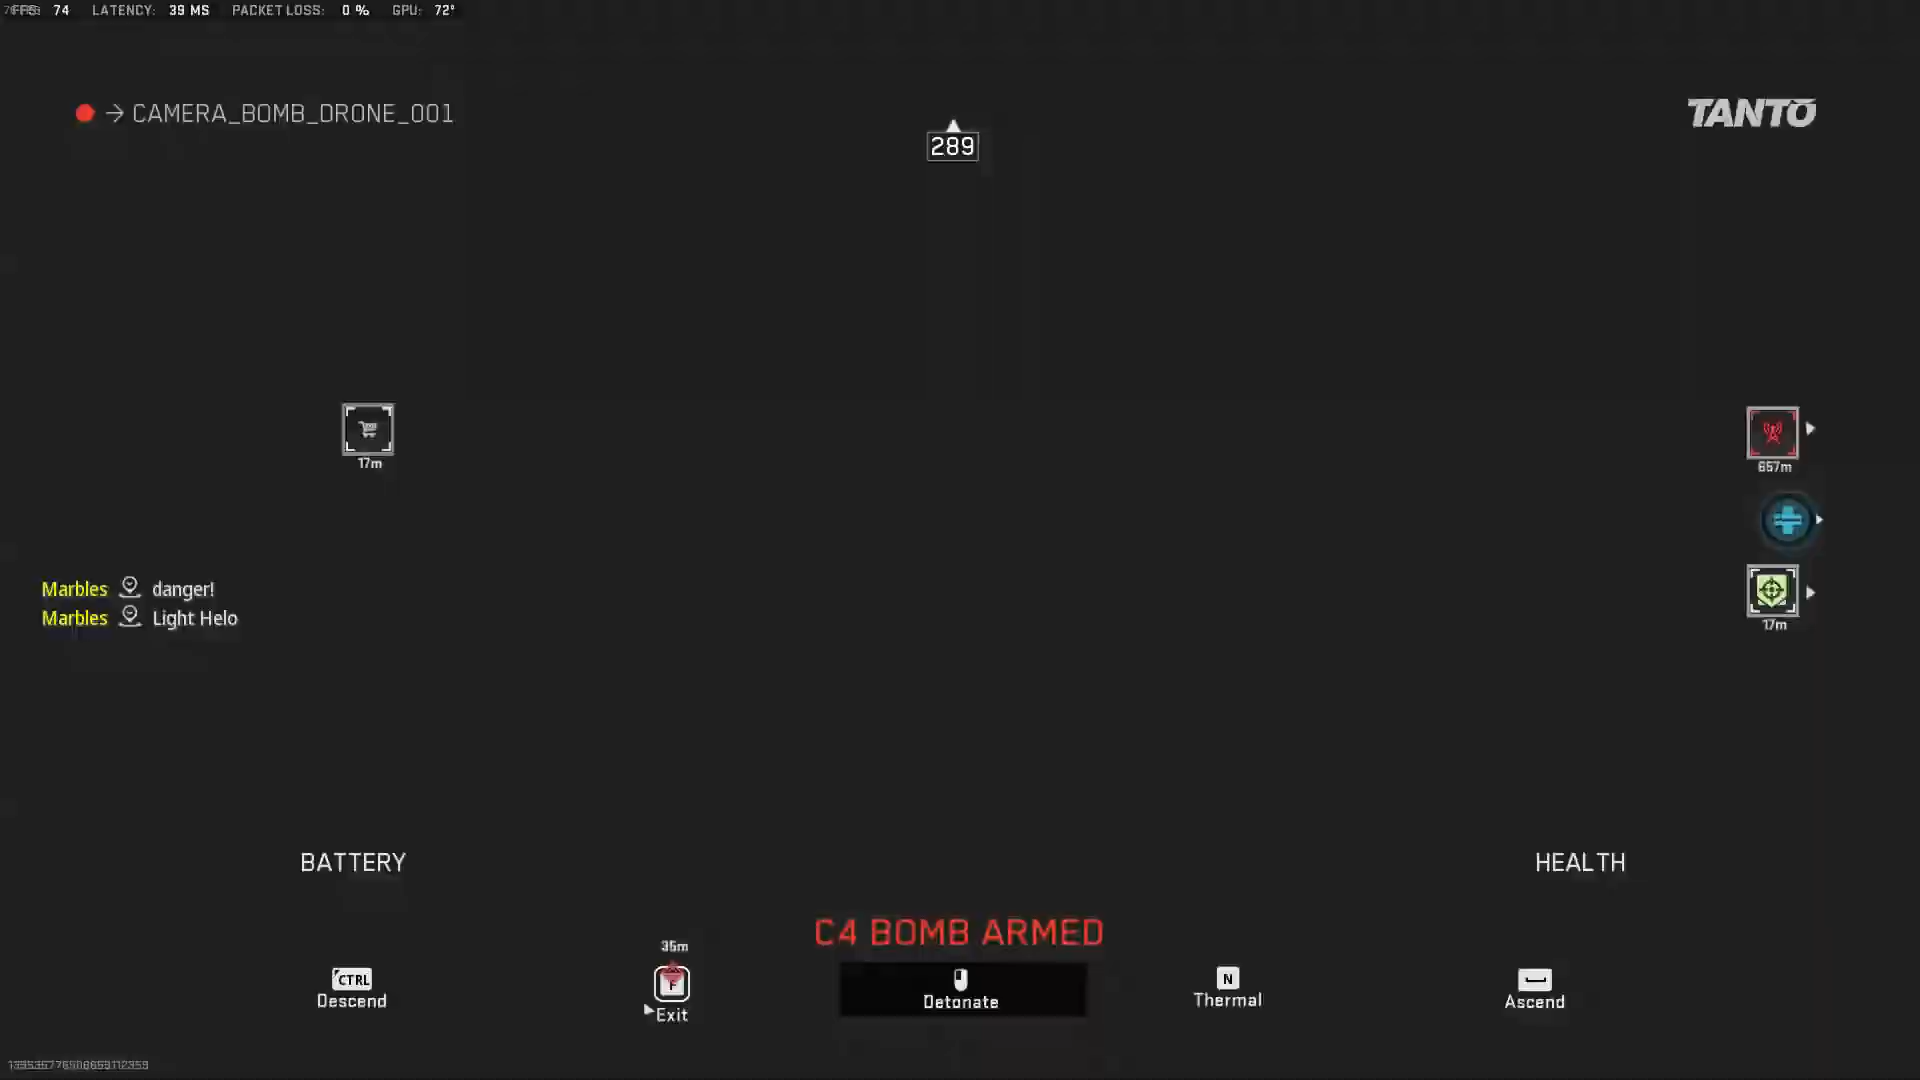 FPS: 74 LATENCY: 39 MS PACKET LOSS: 0 % GPU: 72°
CAMERA_BOMB_DRONE_001
TANTO
289
17m
657m
Marbles danger!
Marbles Light Helo
17m
BATTERY
HEALTH
C4 BOMB ARMED
35m
CTRL
F
N
Descend
Exit
Detonate
Thermal
Ascend